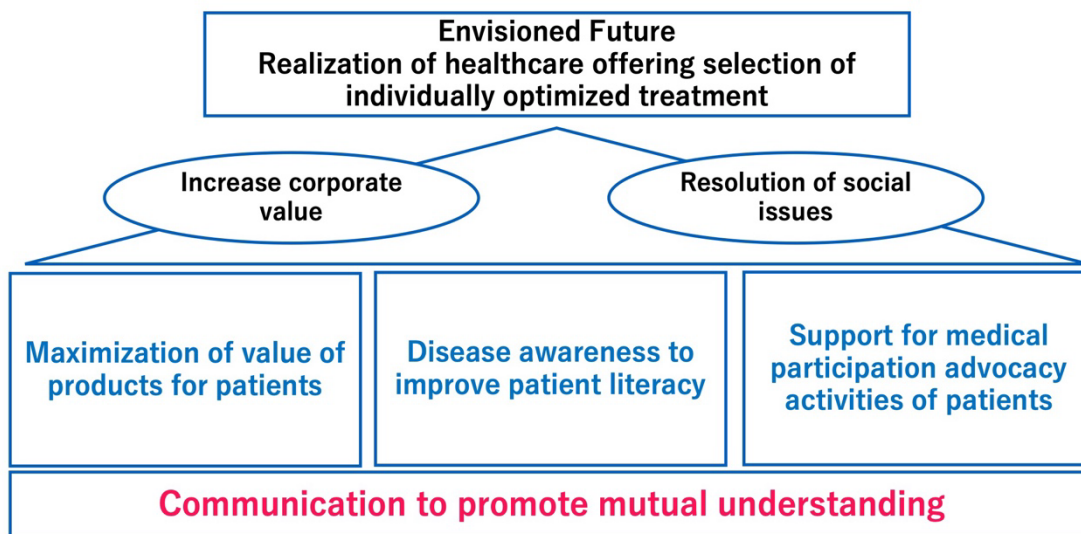 Envisioned Future
Realization of healthcare offering selection of
individually optimized treatment
Increase corporate
value
Resolution of social
issues
Maximization of value of
products for patients
Disease awareness to
improve patient literacy
Support for medical
participation advocacy
activities of patients
Communication to promote mutual understanding